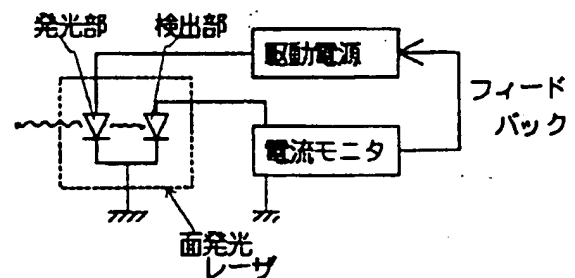 発光部
検出部
駆動電源
フィード
バック
電流モニタ
面発光
レーザ